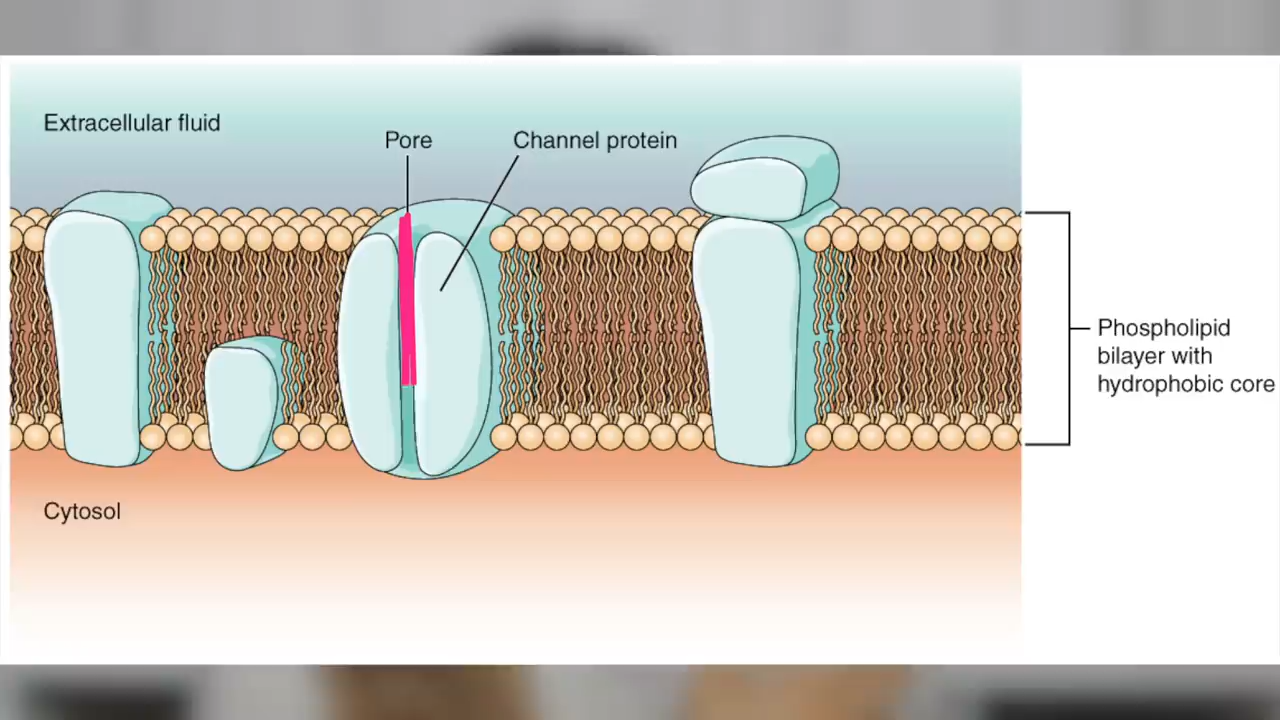 Extracellular fluid
Pore
Channel protein
Phospholipid
bilayer with
hydrophobic core
Cytosol